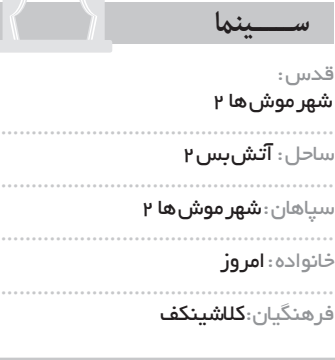 سینما
قدس:
شهر موش‌ها ۲
ساحل: آتش‌بس ۲
سپاهان: شهر موش‌ها ۲
خانواده: امروز
فرهنگیان: کلاشینکف